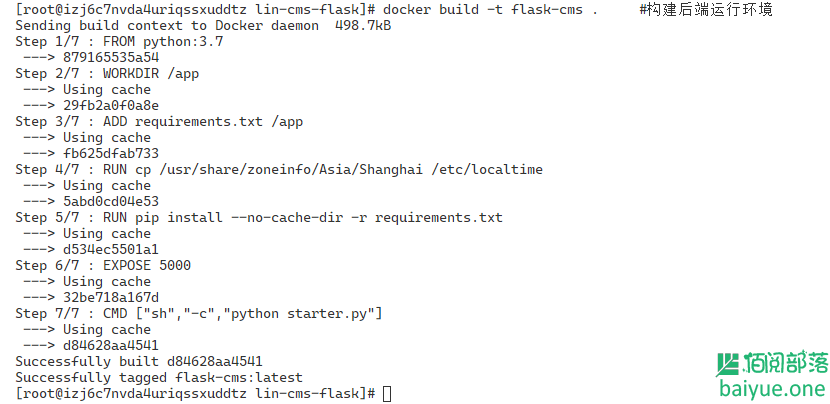 [root@izj6c7nvda4uriqssxuddtz lin-cms-flask]# docker build -t flask-cms .     #构建后端运行环境
Sending build context to Docker daemon  498.7kB
Step 1/7 : FROM python:3.7
 ---> 879165535a54
Step 2/7 : WORKDIR /app
 ---> Using cache
 ---> 29fb2a0f0a8e
Step 3/7 : ADD requirements.txt /app
 ---> Using cache
 ---> fb625dfab733
Step 4/7 : RUN cp /usr/share/zoneinfo/Asia/Shanghai /etc/localtime
 ---> Using cache
 ---> 5abd0cd04e53
Step 5/7 : RUN pip install --no-cache-dir -r requirements.txt
 ---> Using cache
 ---> d534ec5501a1
Step 6/7 : EXPOSE 5000
 ---> Using cache
 ---> 32be718a167d
Step 7/7 : CMD ["sh","-c","python starter.py"]
 ---> Using cache
 ---> d84628aa4541
Successfully built d84628aa4541
Successfully tagged flask-cms:latest
[root@izj6c7nvda4uriqssxuddtz lin-cms-flask]#
佰阅部落
baiyue.one